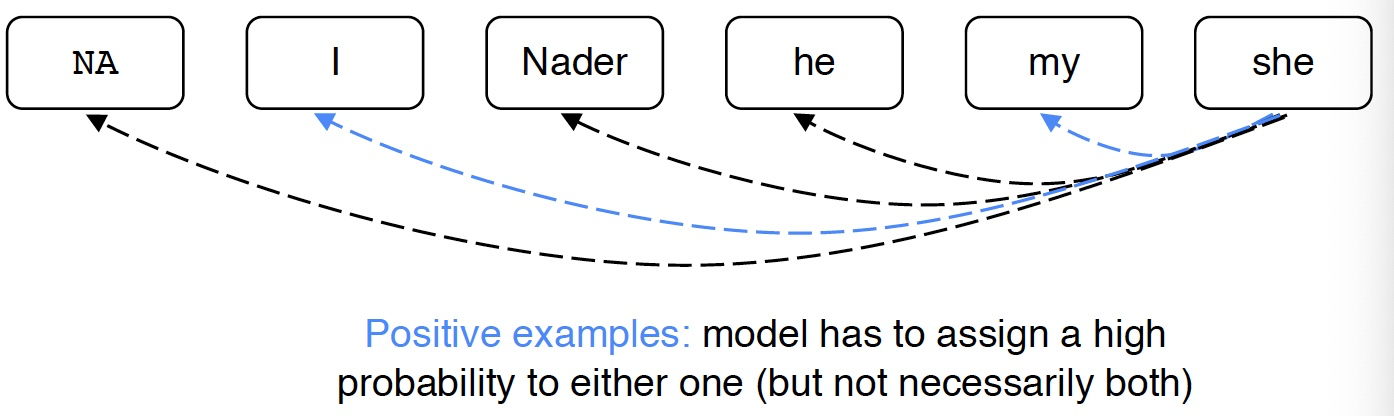 NA I Nader he my she
Positive examples: model has to assign a high
probability to either one (but not necessarily both)